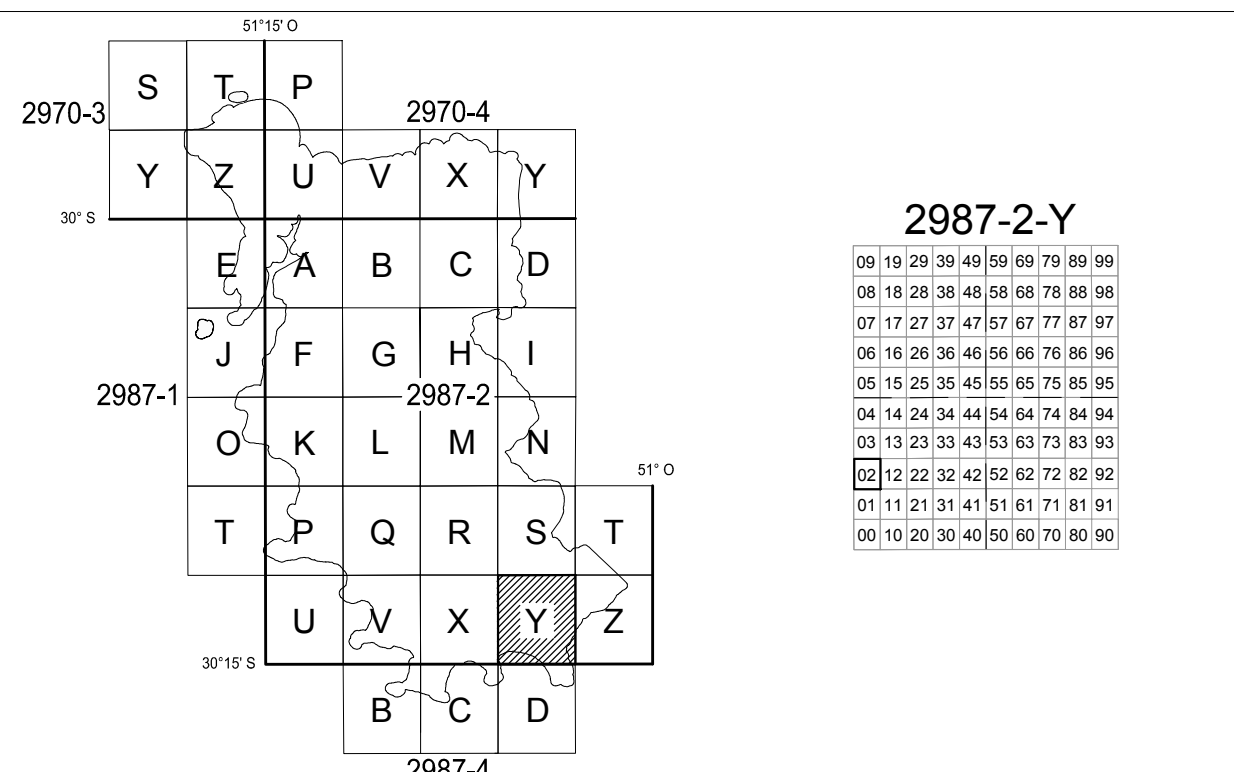 51°15' O
S T P
2970-3 2970-4
Y Z U V X Y
30° S
E A B C D
J F G H I
2987-1 2987-2
O K L M N
51° O
T P Q R S T
U V X Y Z
30°15' S
B C D
2987-4
2987-2-Y
09 19 29 39 49 59 69 79 89 99
08 18 28 38 48 58 68 78 88 98
07 17 27 37 47 57 67 77 87 97
06 16 26 36 46 56 66 76 86 96
05 15 25 35 45 55 65 75 85 95
04 14 24 34 44 54 64 74 84 94
03 13 23 33 43 53 63 73 83 93
02 12 22 32 42 52 62 72 82 92
01 11 21 31 41 51 61 71 81 91
00 10 20 30 40 50 60 70 80 90